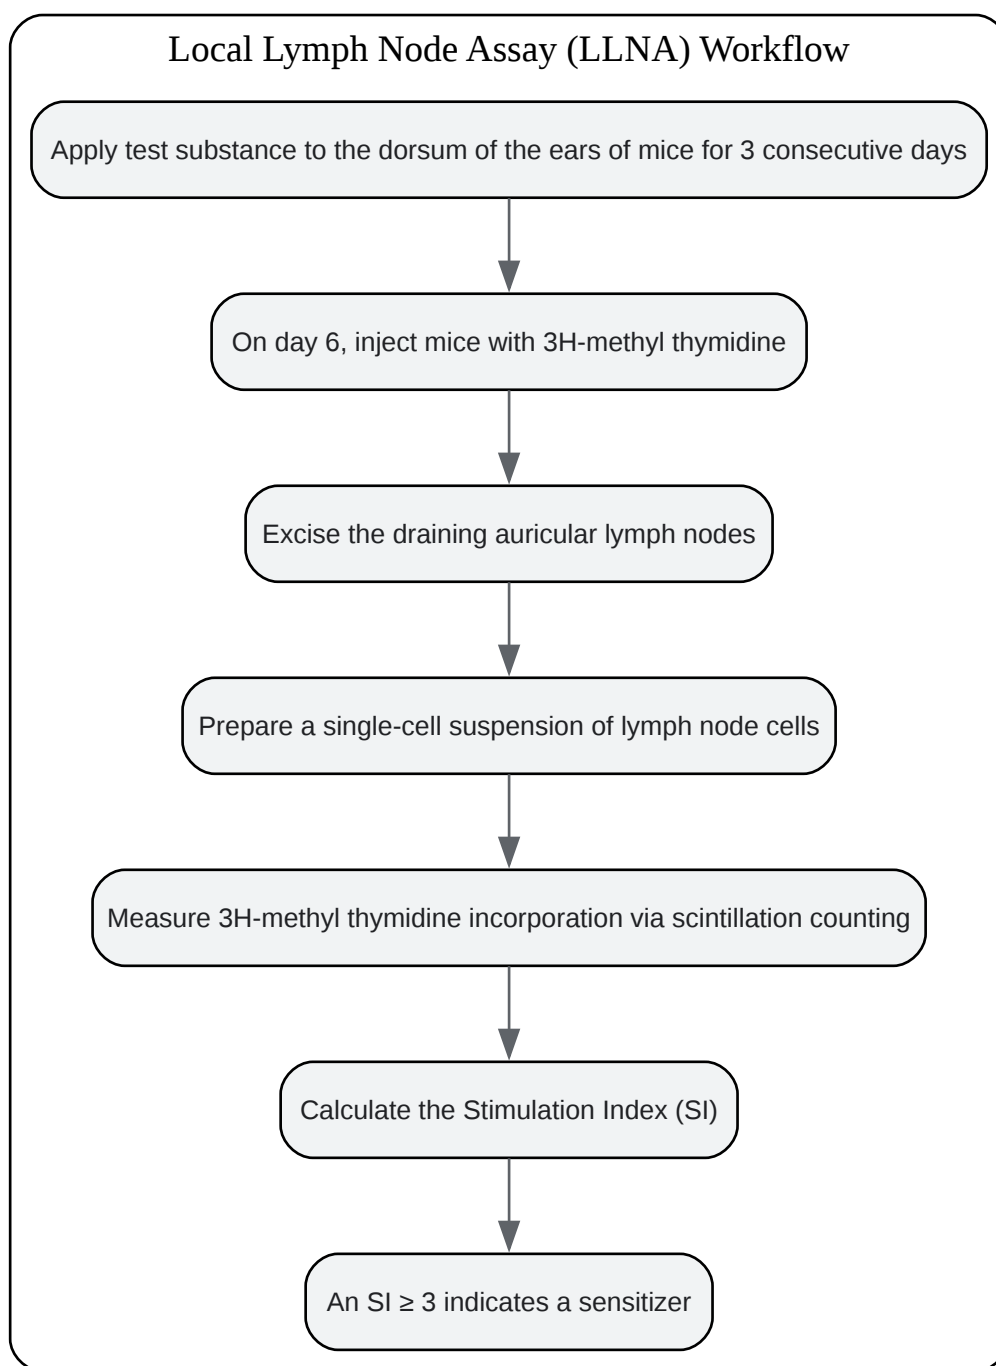 Local Lymph Node Assay (LLNA) Workflow
Apply test substance to the dorsum of the ears of mice for 3 consecutive days
On day 6, inject mice with 3H-methyl thymidine
Excise the draining auricular lymph nodes
Prepare a single-cell suspension of lymph node cells
Measure 3H-methyl thymidine incorporation via scintillation counting
Calculate the Stimulation Index (SI)
An SI ≥ 3 indicates a sensitizer